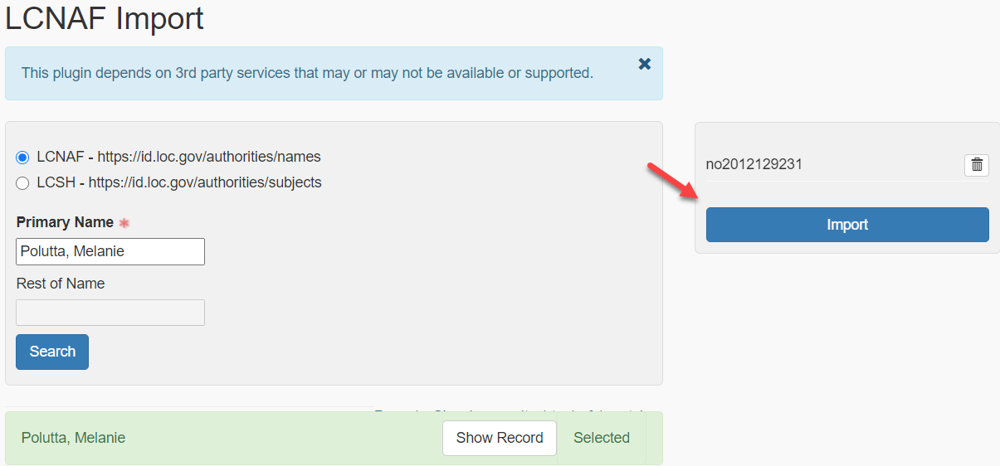 LCNAF Import
This plugin depends on 3rd party services that may or may not be available or supported.
LCNAF - https://id.loc.gov/authorities/names
LCSH - https://id.loc.gov/authorities/subjects
Primary Name
Polutta, Melanie
Rest of Name
Search
no2012129231
Import
Polutta, Melanie
Show Record
Selected